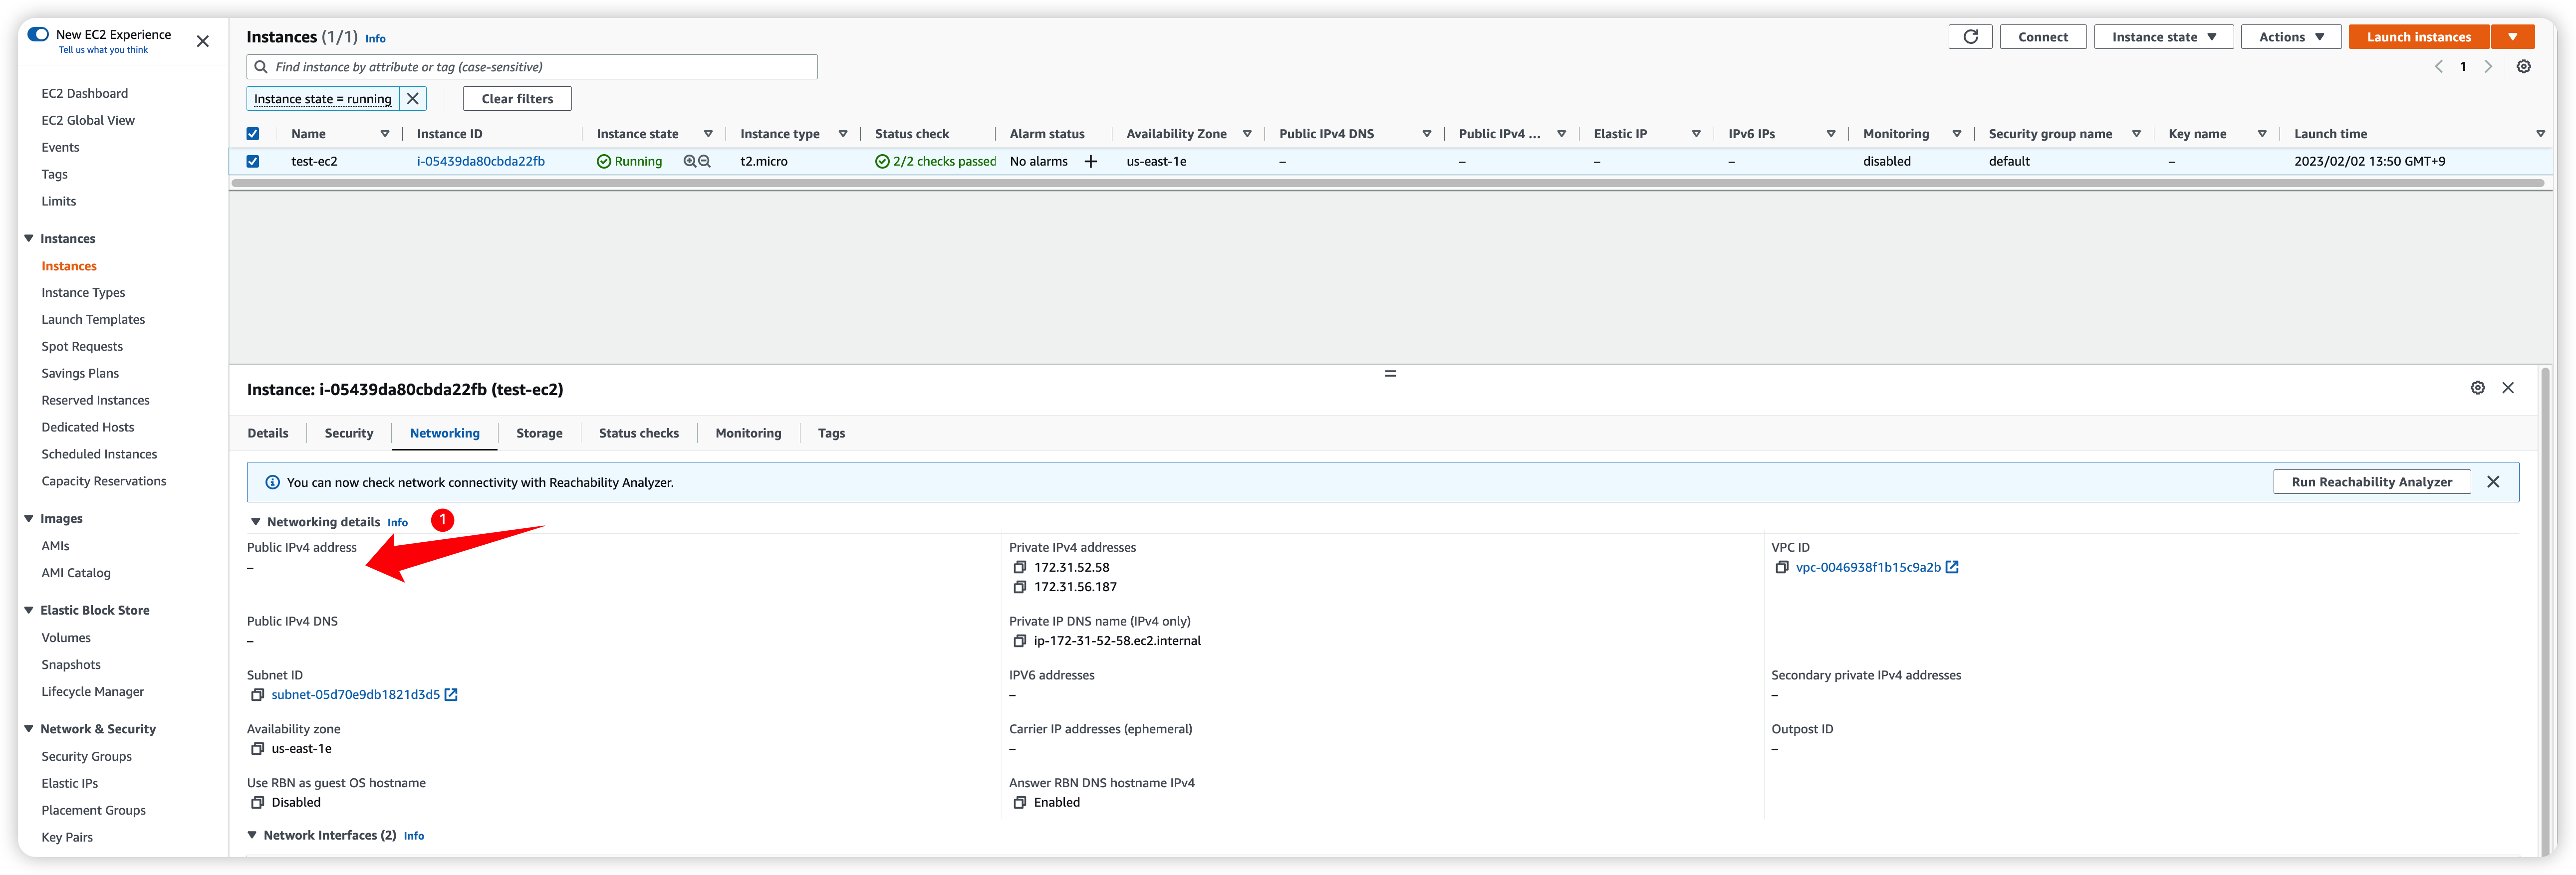 New EC2 Experience
Tell us what you think
EC2 Dashboard
EC2 Global View
Events
Tags
Limits
Instances
Instances
Instance Types
Launch Templates
Spot Requests
Savings Plans
Reserved Instances
Dedicated Hosts
Scheduled Instances
Capacity Reservations
Images
AMIs
AMI Catalog
Elastic Block Store
Volumes
Snapshots
Lifecycle Manager
Network & Security
Security Groups
Elastic IPs
Placement Groups
Key Pairs
Instances (1/1) Info
Connect Instance state Actions Launch instances
Find instance by attribute or tag (case-sensitive)
1
Instance state = running Clear filters
Name Instance ID Instance state Instance type Status check Alarm status Availability Zone Public IPv4 DNS Public IPv4 ... Elastic IP IPv6 IPs Monitoring Security group name Key name Launch time
test-ec2 i-05439da80cbda22fb Running t2.micro 2/2 checks passed No alarms + us-east-1e – – – – disabled default – 2023/02/02 13:50 GMT+9
Instance: i-05439da80cbda22fb (test-ec2)
Details Security Networking Storage Status checks Monitoring Tags
You can now check network connectivity with Reachability Analyzer. Run Reachability Analyzer
Networking details Info 1
Public IPv4 address
–
Private IPv4 addresses
172.31.52.58
172.31.56.187
VPC ID
vpc-0046938f1b15c9a2b
Public IPv4 DNS
–
Private IP DNS name (IPv4 only)
ip-172-31-52-58.ec2.internal
Subnet ID
subnet-05d70e9db1821d3d5
IPV6 addresses
–
Secondary private IPv4 addresses
–
Availability zone
us-east-1e
Carrier IP addresses (ephemeral)
–
Outpost ID
–
Use RBN as guest OS hostname
Disabled
Answer RBN DNS hostname IPv4
Enabled
Network Interfaces (2) Info